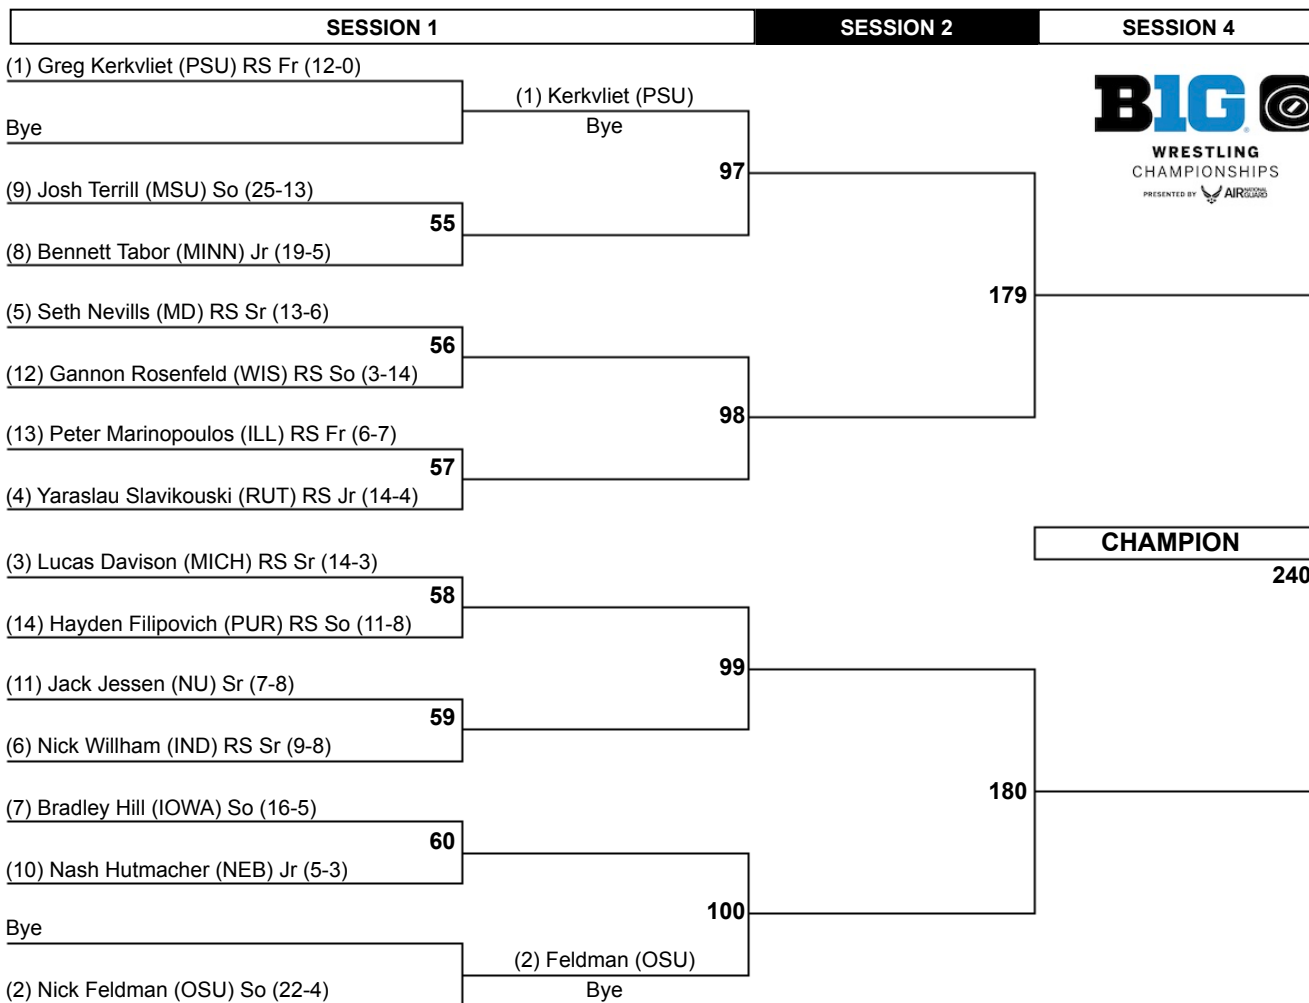 SESSION 1
SESSION 2
SESSION 4
(1) Greg Kerkvliet (PSU) RS Fr (12-0)
Bye
(1) Kerkvliet (PSU)
Bye
B1G
WRESTLING
CHAMPIONSHIPS
PRESENTED BY AIR NATIONAL GUARD
97
(9) Josh Terrill (MSU) So (25-13)
55
(8) Bennett Tabor (MINN) Jr (19-5)
179
(5) Seth Nevills (MD) RS Sr (13-6)
56
(12) Gannon Rosenfeld (WIS) RS So (3-14)
98
(13) Peter Marinopoulos (ILL) RS Fr (6-7)
57
(4) Yaraslau Slavikouski (RUT) RS Jr (14-4)
CHAMPION
240
(3) Lucas Davison (MICH) RS Sr (14-3)
58
(14) Hayden Filipovich (PUR) RS So (11-8)
99
(11) Jack Jessen (NU) Sr (7-8)
59
(6) Nick Willham (IND) RS Sr (9-8)
180
(7) Bradley Hill (IOWA) So (16-5)
60
(10) Nash Hutmacher (NEB) Jr (5-3)
100
Bye
(2) Feldman (OSU)
Bye
(2) Nick Feldman (OSU) So (22-4)